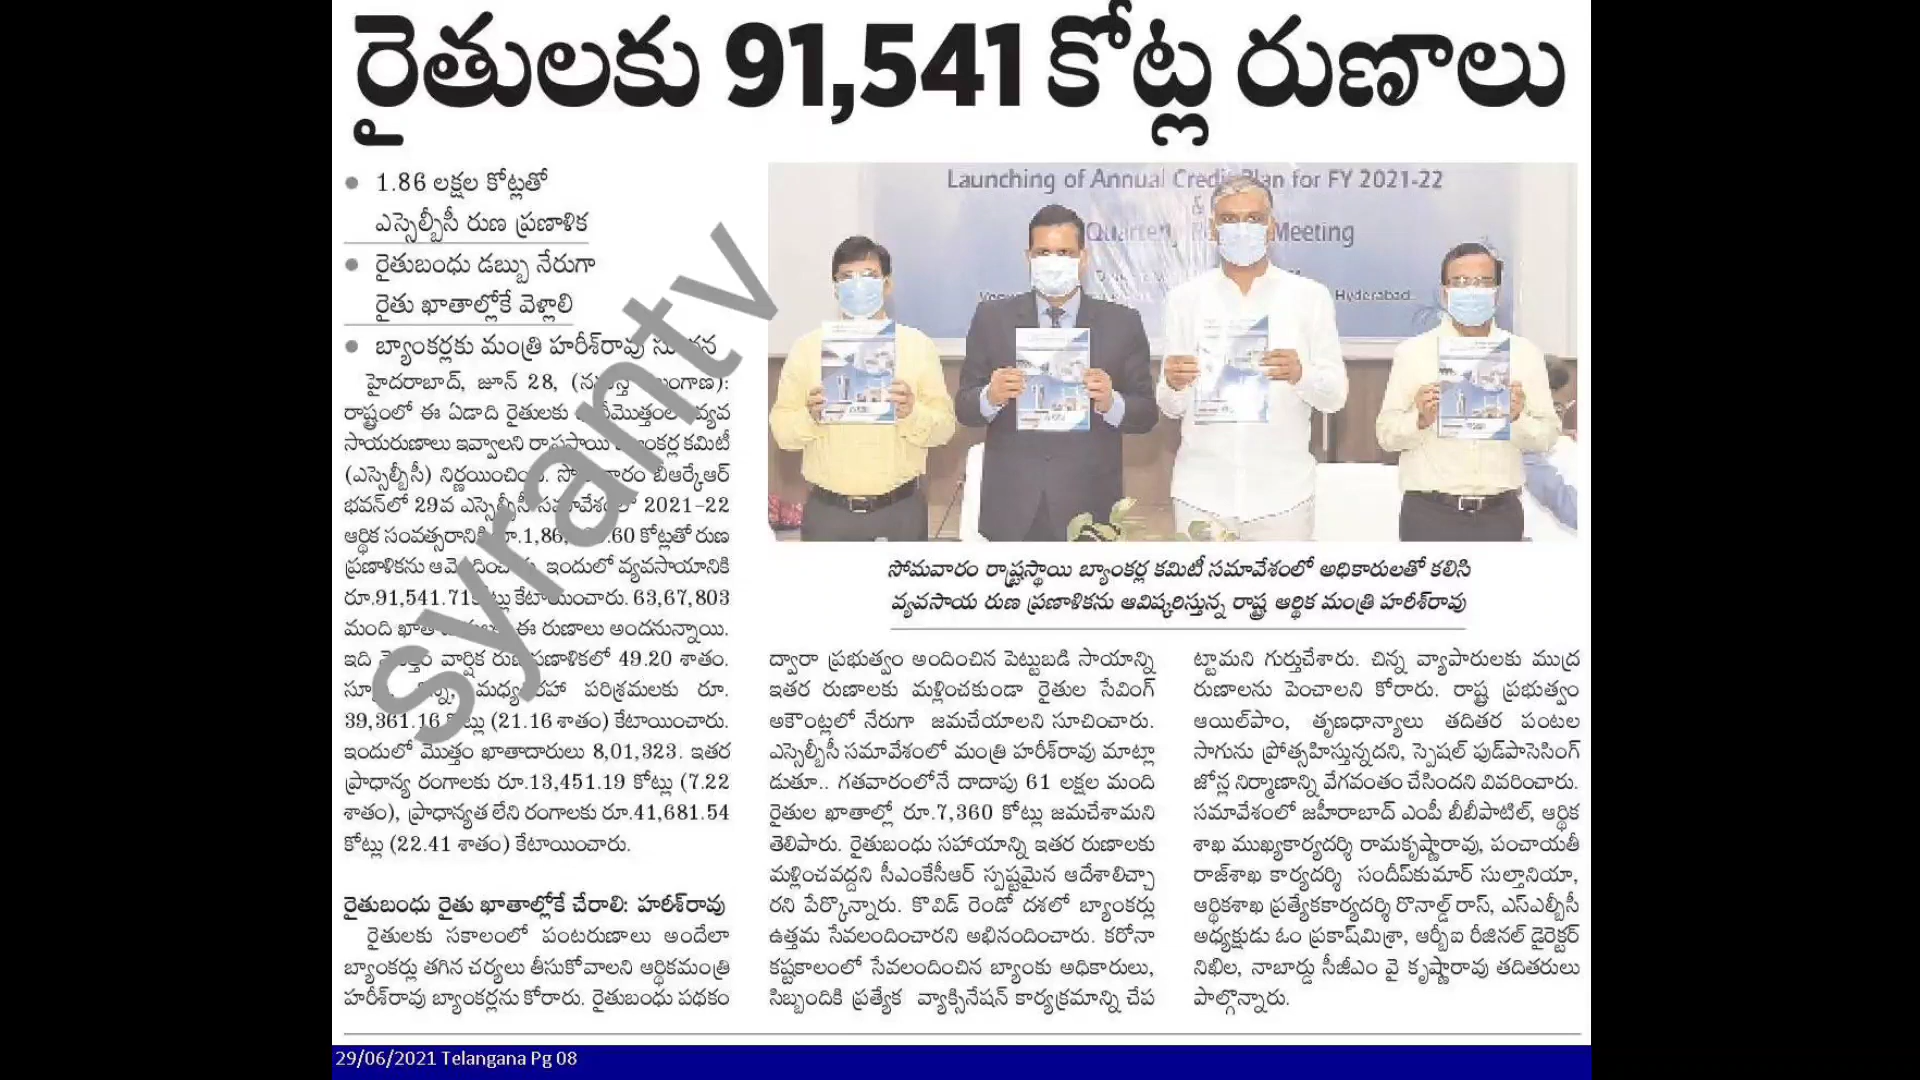 రైతులకు 91,541 కోట్ల రుణాలు
1.86 లక్షల కోట్లతో
ఎస్సెల్బీసీ రుణ ప్రణాళిక
రైతుబంధు డబ్బు నేరుగా
రైతు ఖాతాల్లోకే వెళ్లాలి
బ్యాంకర్లకు మంత్రి హరీశ్‌రావు
హైదరాబాద్, జూన్ 28,
రాష్ట్రంలో ఈ ఏడాది రైతులకు వ్యవ
సాయరుణాలు ఇవ్వాలని కమిటీ
(ఎస్సెల్బీసీ) బీఆర్కేఆర్
భవన్‌లో 29వ 2021-22
ఆర్థిక కోట్లతో రుణ
ప్రణాళికను ఇందులో వ్యవసాయానికి
రూ.91,541.71 63,67,803
మంది ఈ రుణాలు అందనున్నాయి.
ఇది వార్షిక 49.20 శాతం.
మధ్య పరిశ్రమలకు రూ.
39,361.16 (21.16 శాతం) కేటాయించారు.
ఇందులో మొత్తం ఖాతాదారులు 8,01,323. ఇతర
ప్రాధాన్య రంగాలకు రూ.13,451.19 కోట్లు (7.22
శాతం), ప్రాధాన్యత లేని రంగాలకు రూ.41,681.54
కోట్లు (22.41 శాతం) కేటాయించారు.
రైతుబంధు రైతు ఖాతాల్లోకే చేరాలి: హరీశ్‌రావు
రైతులకు సకాలంలో పంటరుణాలు అందేలా
బ్యాంకర్లు తగిన చర్యలు తీసుకోవాలని ఆర్థికమంత్రి
హరీశ్‌రావు బ్యాంకర్లను కోరారు. రైతుబంధు పథకం
Launching of Annual Credit Plan for FY 2021-22
&
Quarterly Meeting
Hyderabad.
సోమవారం రాష్ట్రస్థాయి బ్యాంకర్ల కమిటీ సమావేశంలో అధికారులతో కలిసి
వ్యవసాయ రుణ ప్రణాళికను ఆవిష్కరిస్తున్న రాష్ట్ర ఆర్థిక మంత్రి హరీశ్‌రావు
ద్వారా ప్రభుత్వం అందించిన పెట్టుబడి సాయాన్ని
ఇతర రుణాలకు మళ్లించకుండా రైతుల సేవింగ్
అకౌంట్లలో నేరుగా జమచేయాలని సూచించారు.
ఎస్సెల్బీసీ సమావేశంలో మంత్రి హరీశ్‌రావు మాట్లా
డుతూ.. గతవారంలోనే దాదాపు 61 లక్షల మంది
రైతుల ఖాతాల్లో రూ.7,360 కోట్లు జమచేశామని
తెలిపారు. రైతుబంధు సహాయాన్ని ఇతర రుణాలకు
మళ్లించవద్దని సీఎంకేసీఆర్ స్పష్టమైన ఆదేశాలిచ్చా
రని పేర్కొన్నారు. కొవిడ్ రెండో దశలో బ్యాంకర్లు
ఉత్తమ సేవలందించారని అభినందించారు. కరోనా
కష్టకాలంలో సేవలందించిన బ్యాంకు అధికారులు,
సిబ్బందికి ప్రత్యేక వ్యాక్సినేషన్ కార్యక్రమాన్ని చేప
ట్టామని గుర్తుచేశారు. చిన్న వ్యాపారులకు ముద్ర
రుణాలను పెంచాలని కోరారు. రాష్ట్ర ప్రభుత్వం
ఆయిల్‌పాం, తృణధాన్యాలు తదితర పంటల
సాగును ప్రోత్సహిస్తున్నదని, స్పెషల్ ఫుడ్‌ప్రాసెసింగ్
జోన్ల నిర్మాణాన్ని వేగవంతం చేసిందని వివరించారు.
సమావేశంలో జహీరాబాద్ ఎంపీ బీబీపాటిల్, ఆర్థిక
శాఖ ముఖ్యకార్యదర్శి రామకృష్ణారావు, పంచాయతీ
రాజ్‌శాఖ కార్యదర్శి సందీప్‌కుమార్ సుల్తానియా,
ఆర్థికశాఖ ప్రత్యేకకార్యదర్శి రొనాల్డ్ రాస్, ఎస్ఎల్బీసీ
అధ్యక్షుడు ఓం ప్రకాశ్‌మిశ్రా, ఆర్బీఐ రీజినల్ డైరెక్టర్
నిఖిల, నాబార్డు సీజీఎం వై కృష్ణారావు తదితరులు
పాల్గొన్నారు.
syrantv
29/06/2021 Telangana Pg 08